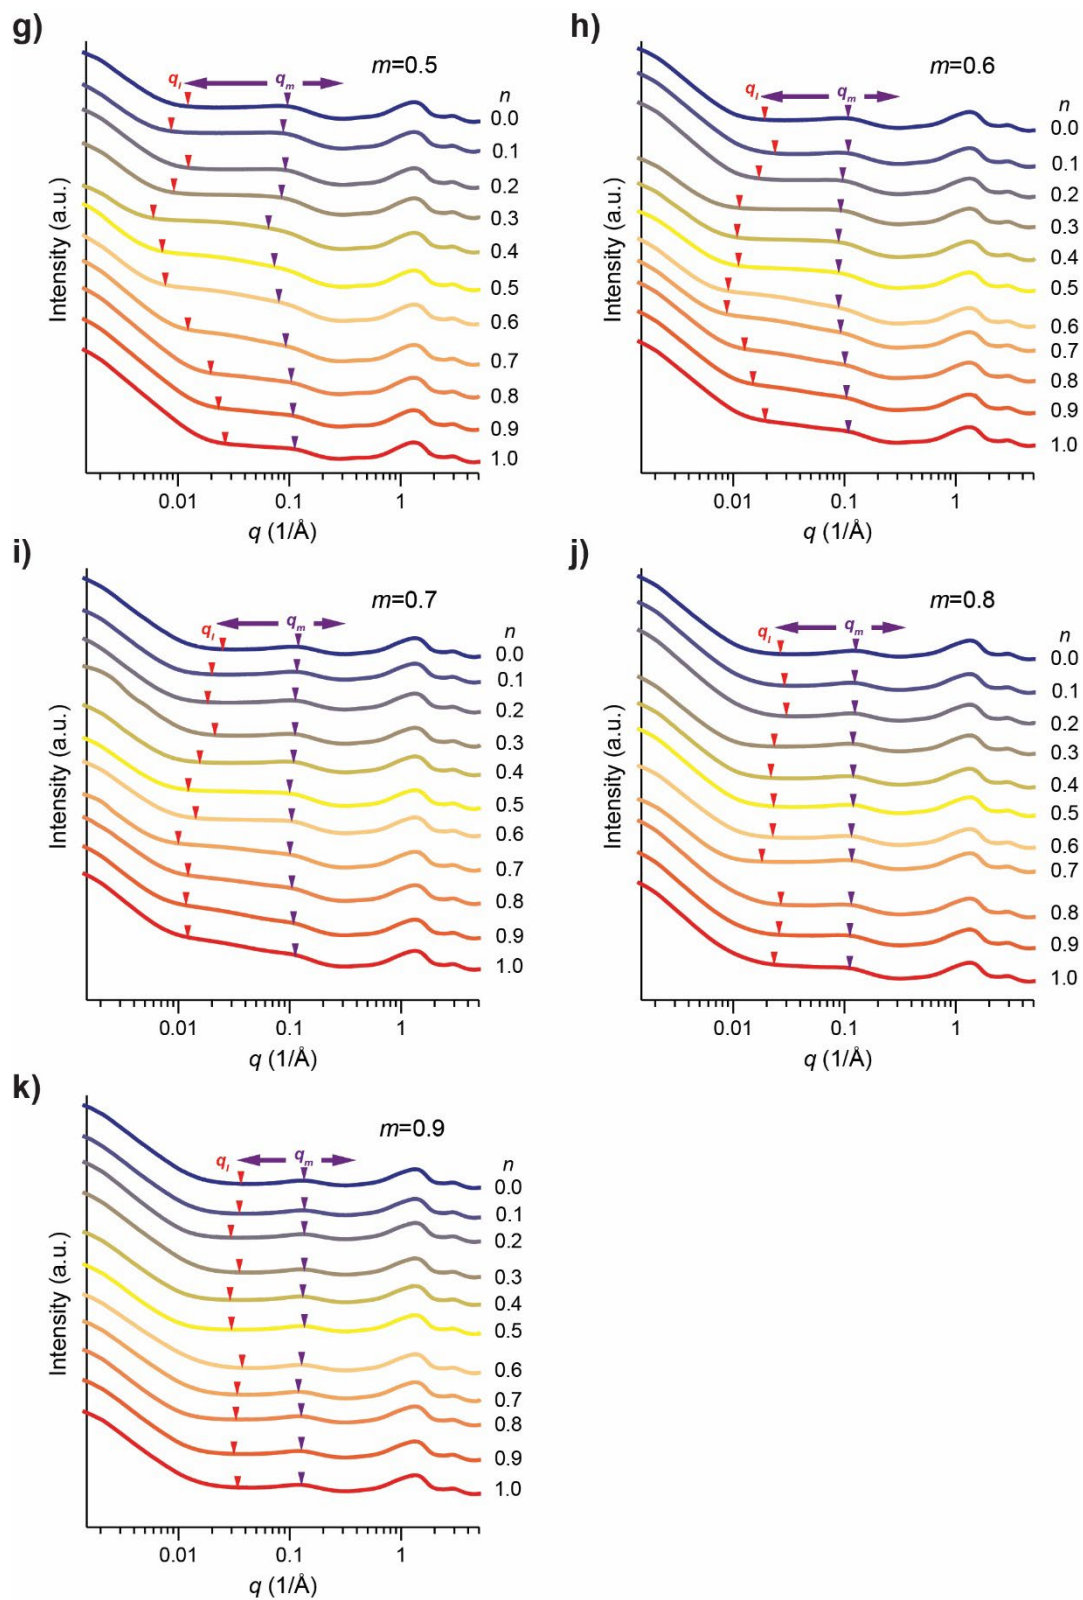 g)
m=0.5
q_l
q_m
n
0.0
0.1
0.2
0.3
0.4
0.5
0.6
0.7
0.8
0.9
1.0
Intensity (a.u.)
0.01 0.1 1
q (1/Å)
h)
m=0.6
q_l
q_m
n
0.0
0.1
0.2
0.3
0.4
0.5
0.6
0.7
0.8
0.9
1.0
Intensity (a.u.)
0.01 0.1 1
q (1/Å)
i)
m=0.7
q_l
q_m
n
0.0
0.1
0.2
0.3
0.4
0.5
0.6
0.7
0.8
0.9
1.0
Intensity (a.u.)
0.01 0.1 1
q (1/Å)
j)
m=0.8
q_l
q_m
n
0.0
0.1
0.2
0.3
0.4
0.5
0.6
0.7
0.8
0.9
1.0
Intensity (a.u.)
0.01 0.1 1
q (1/Å)
k)
m=0.9
q_l
q_m
n
0.0
0.1
0.2
0.3
0.4
0.5
0.6
0.7
0.8
0.9
1.0
Intensity (a.u.)
0.01 0.1 1
q (1/Å)